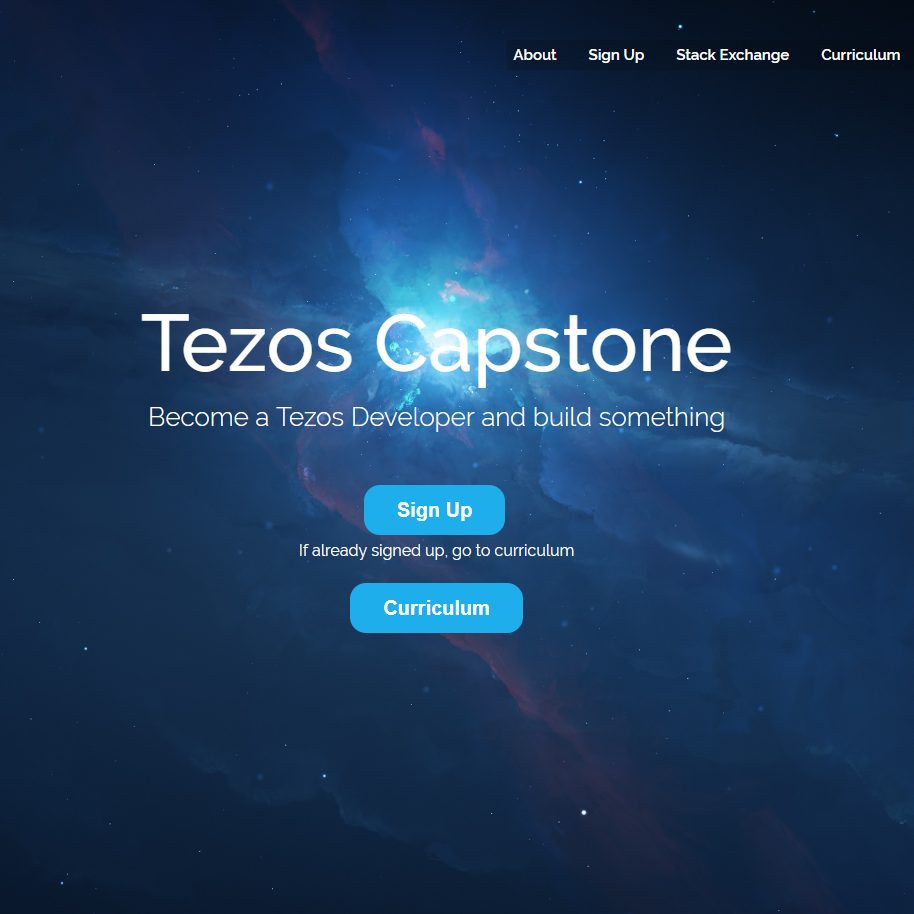 About Sign Up Stack Exchange Curriculum
Tezos Capstone
Become a Tezos Developer and build something
Sign Up
If already signed up, go to curriculum
Curriculum